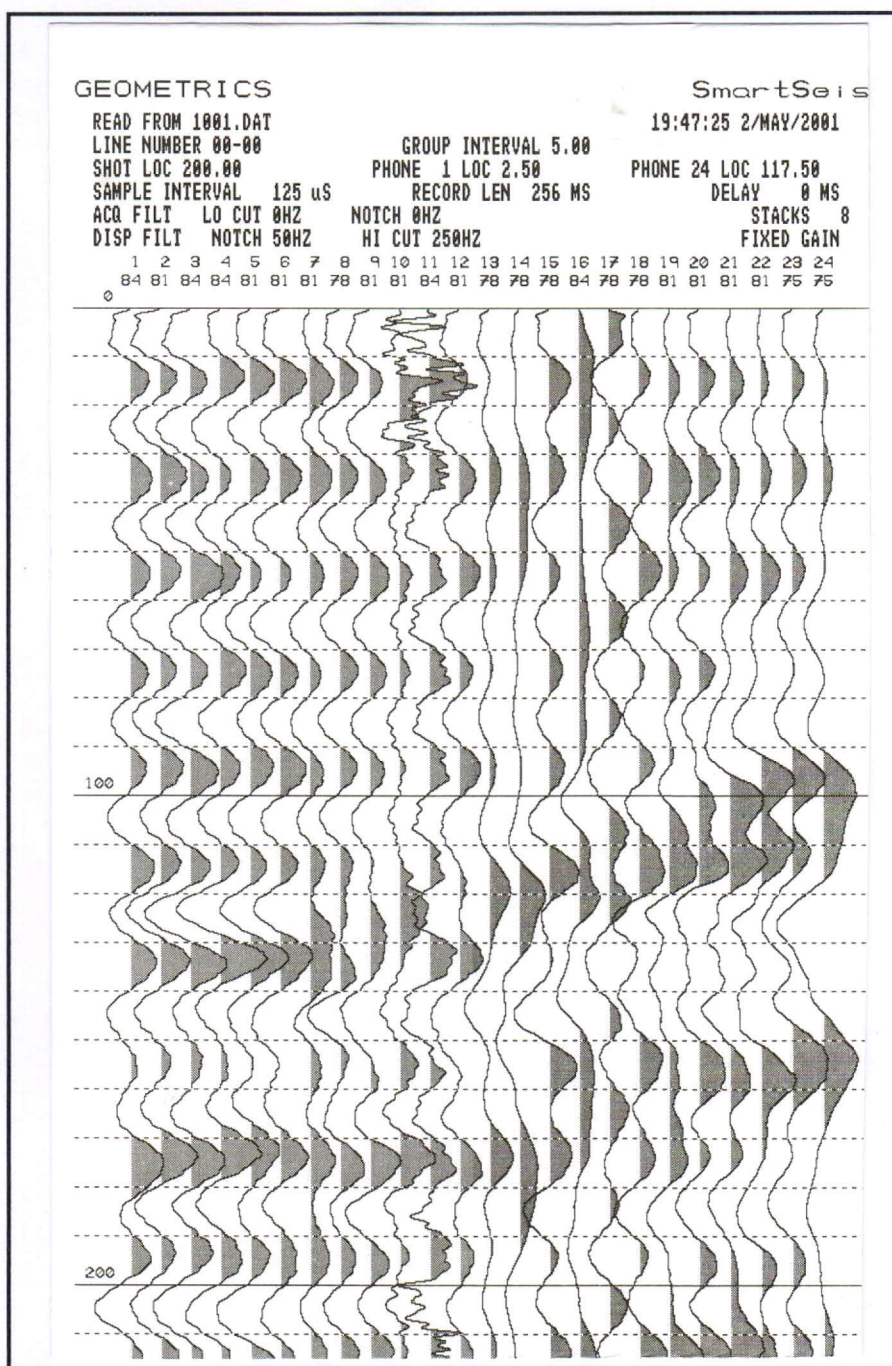 GEOMETRICS SmartSeis
READ FROM 1001.DAT 19:47:25 2/MAY/2001
LINE NUMBER 00-00 GROUP INTERVAL 5.00
SHOT LOC 200.00 PHONE 1 LOC 2.50 PHONE 24 LOC 117.50
SAMPLE INTERVAL 125 uS RECORD LEN 256 MS DELAY 0 MS
ACQ FILT LO CUT 0HZ NOTCH 0HZ STACKS 8
DISP FILT NOTCH 50HZ HI CUT 250HZ FIXED GAIN
1 2 3 4 5 6 7 8 9 10 11 12 13 14 15 16 17 18 19 20 21 22 23 24
84 81 84 84 81 81 81 78 81 81 84 81 78 78 78 84 78 78 81 81 81 81 75 75
0
100
200